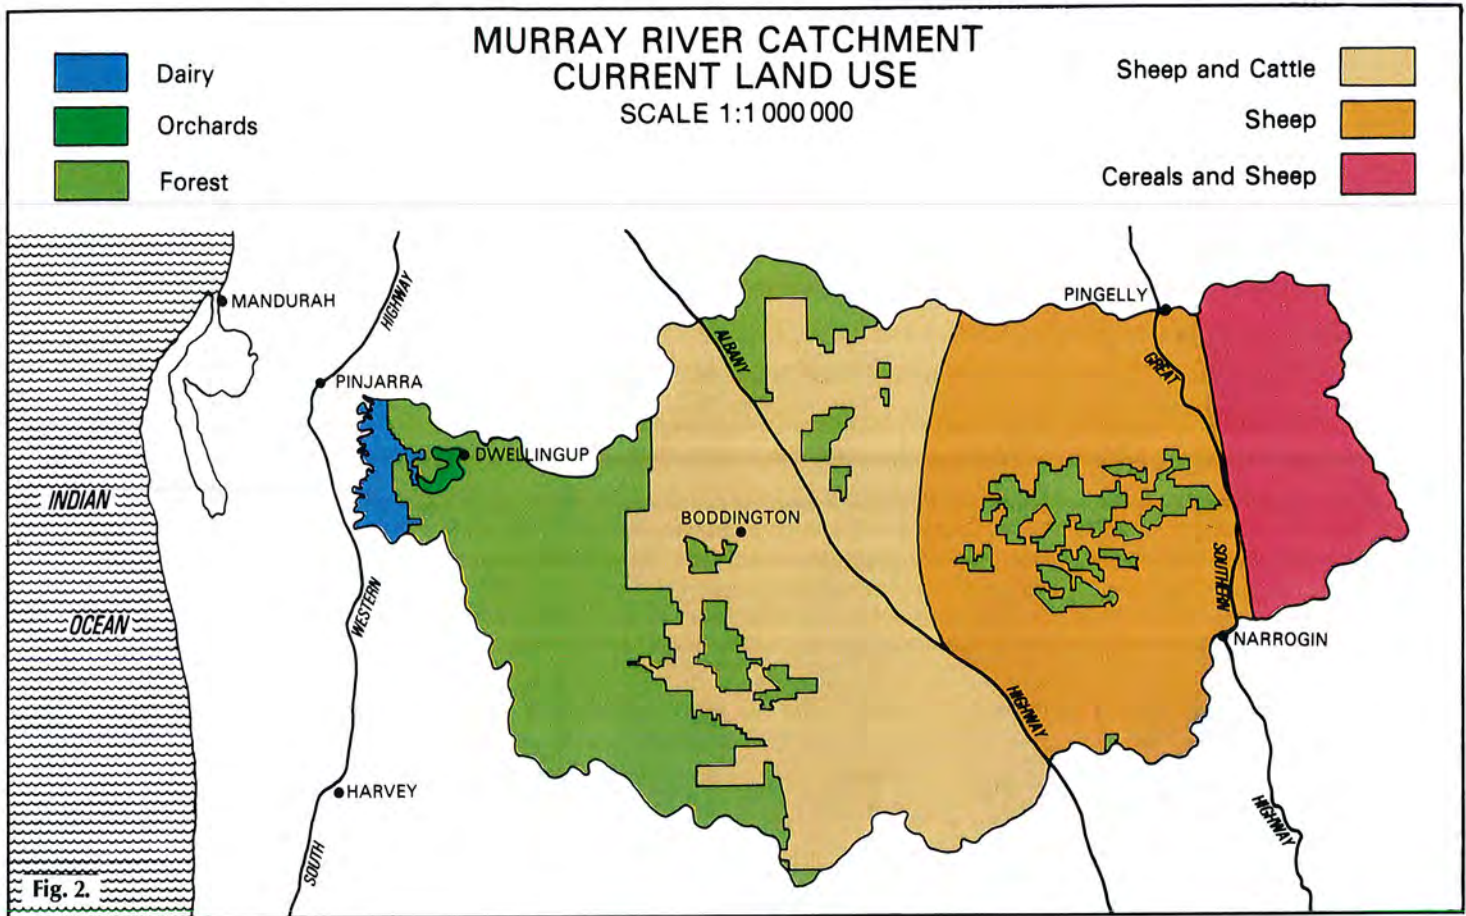 MURRAY RIVER CATCHMENT
CURRENT LAND USE
SCALE 1:1 000 000
Dairy
Orchards
Forest
Sheep and Cattle
Sheep
Cereals and Sheep
MANDURAH
HIGHWAY
PINJARRA
DWELLINGUP
ALBANY
PINGELLY
GREAT
INDIAN
OCEAN
BODDINGTON
WESTERN
SOUTHERN
NARROGIN
HIGHWAY
HARVEY
HIGHWAY
SOUTH
Fig. 2.